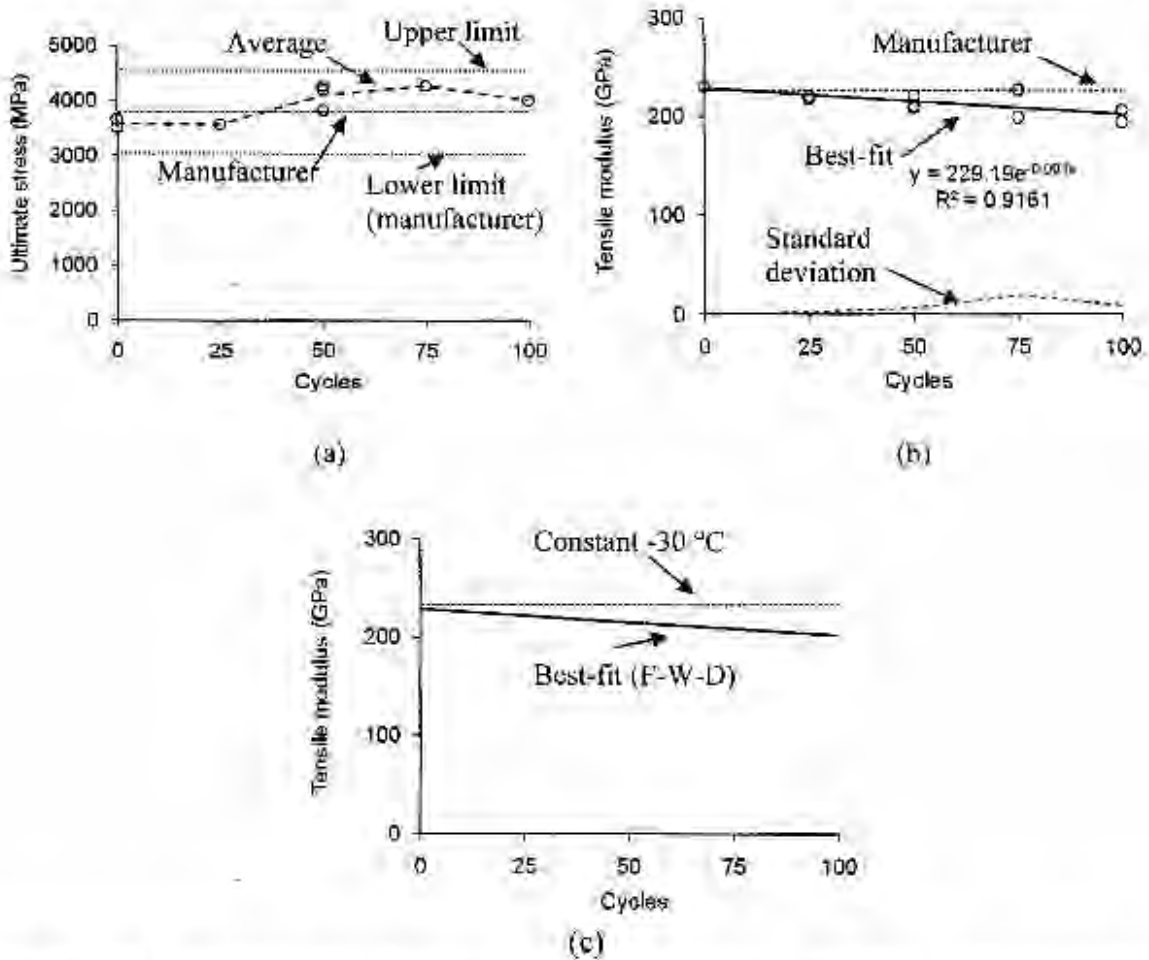 Ultimate stress (MPa)
5000
4000
3000
2000
1000
0
Average
Upper limit
Manufacturer
Lower limit
(manufacturer)
0 25 50 75 100
Cycles
(a)
Tensile modulus (GPa)
300
200
100
0
Manufacturer
Best-fit
R² = 0.9161
Standard
deviation
0 25 50 75 100
Cycles
(b)
Tensile modulus (GPa)
300
200
100
0
Constant -30 °C
Best-fit (F-W-D)
0 25 50 75 100
Cycles
(c)